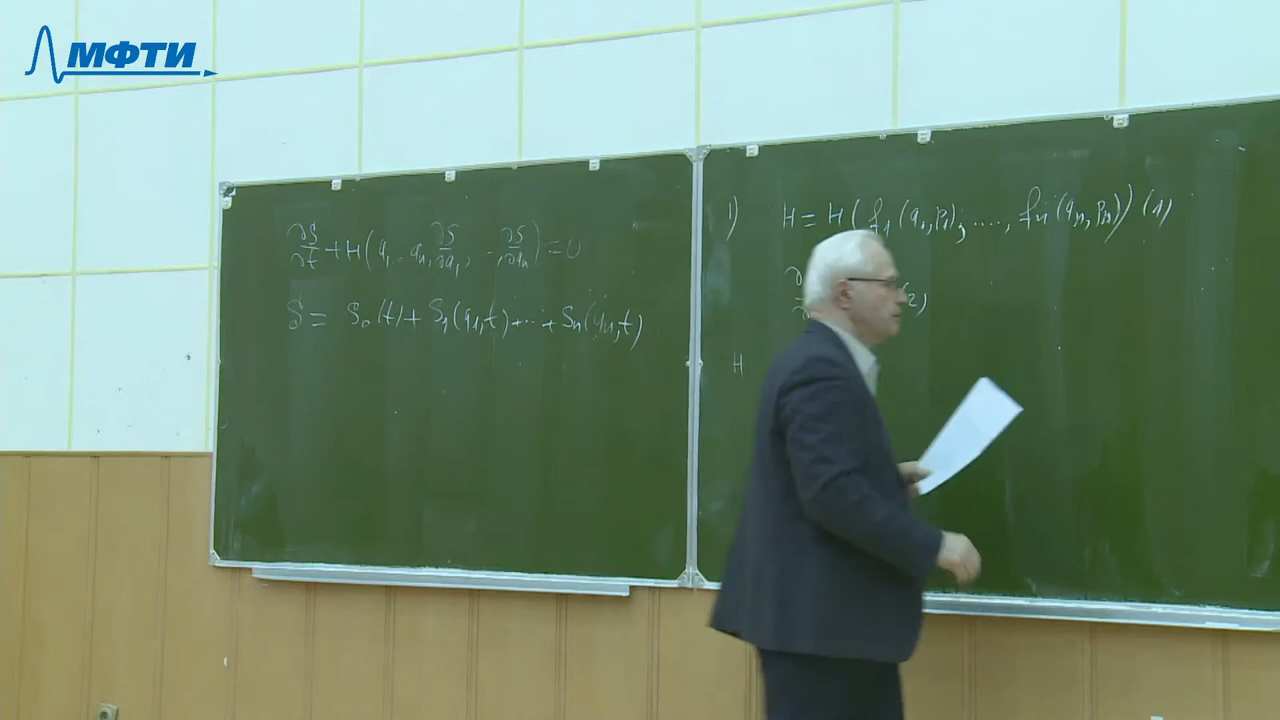 МФТИ
∂S/∂t + H(q₁, .. qₙ, ∂S/∂q₁, .. , ∂S/∂qₙ) = 0
S = S₀(t) + S₁(q₁,t) + ... + Sₙ(qₙ,t)
1) H = H(f₁(q₁,p₁), ...., fₙ(qₙ,pₙ)) (1)
(2)
H